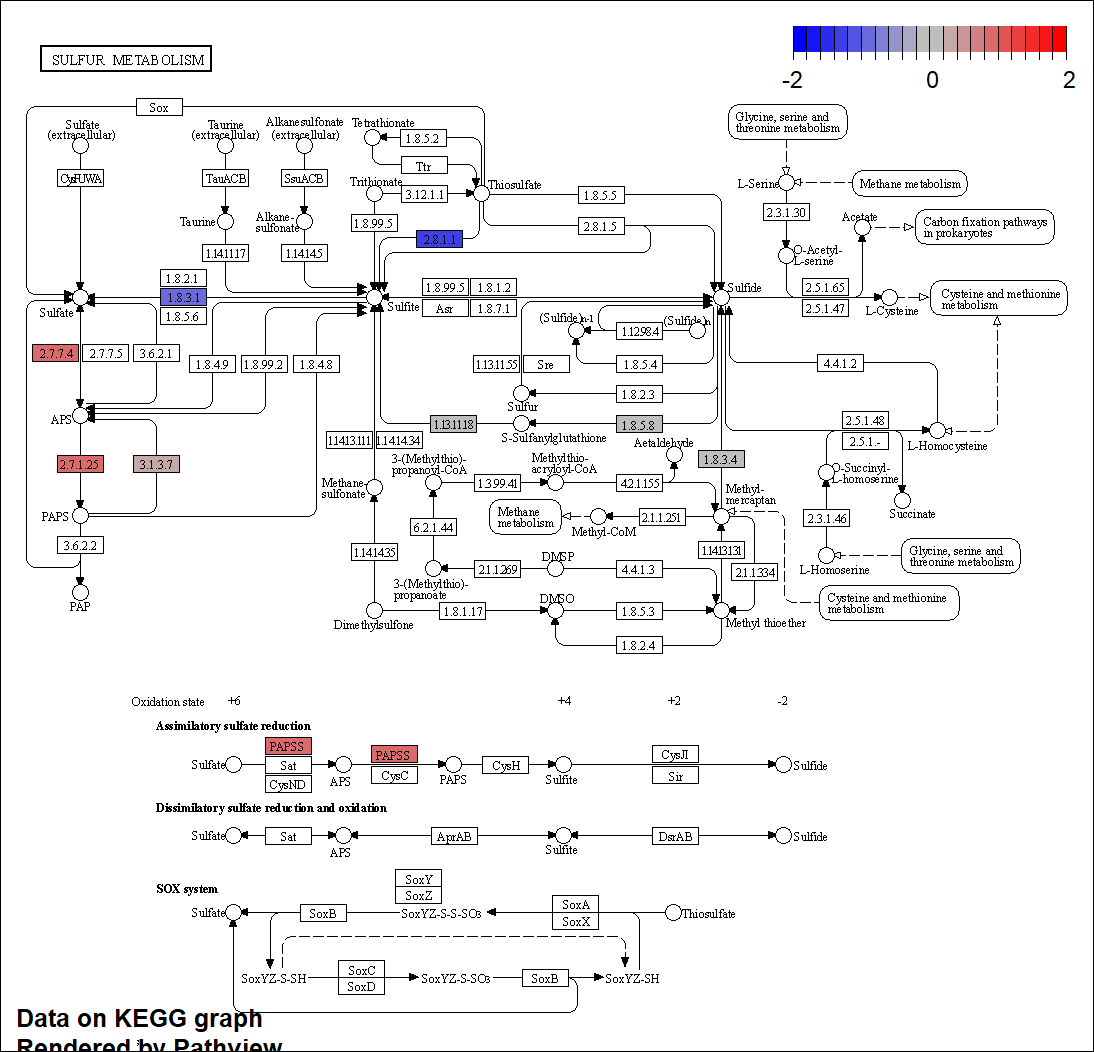 SULFUR METABOLISM
-2
0
2
Sox
Sulfate
(extracellular)
Taurine
(extracellular)
Alkanesulfonate
(extracellular)
Tetrathionate
1.8.5.2
Ttr
Glycine, serine and
threonine metabolism
CysPUWA
TauACB
SsuACB
Trithionate
3.12.1.1
Thiosulfate
1.8.5.5
L-Serine
Methane metabolism
Taurine
Alkane-
sulfonate
1.8.99.5
2.8.1.1
2.8.1.5
2.3.1.30
Acetate
Carbon fixation pathways
in prokaryotes
1.14.11.17
1.14.14.5
O-Acetyl-
L-serine
1.8.2.1
1.8.3.1
1.8.5.6
Sulfate
Sulfite
1.8.99.5
1.8.1.2
Asr
1.8.7.1
Sulfide
2.5.1.65
2.5.1.47
L-Cysteine
Cysteine and methionine
metabolism
(Sulfide)n-1
1.12.98.4
(Sulfide)n
2.7.7.4
2.7.7.5
3.6.2.1
1.8.4.9
1.8.99.2
1.8.4.8
1.13.11.55
Sre
1.8.5.4
4.4.1.2
1.8.2.3
Sulfur
APS
1.13.11.18
S-Sulfanylglutathione
1.8.5.8
2.5.1.48
2.5.1.-
L-Homocysteine
1.14.13.111
1.14.14.34
Aetaldehyde
2.7.1.25
3.1.3.7
3-(Methylthio)-
propanoyl-CoA
Methylthio-
acryloyl-CoA
1.8.3.4
O-Succinyl-
L-homoserine
Methane-
sulfonate
1.3.99.41
4.2.1.155
Methyl-
mercaptan
Succinate
PAPS
Methane
metabolism
Methyl-CoM
2.1.1.251
2.3.1.46
6.2.1.44
3.6.2.2
1.14.14.35
1.14.13.131
L-Homoserine
Glycine, serine and
threonine metabolism
DMSP
2.1.1.269
4.4.1.3
2.1.1.334
3-(Methylthio)-
propanoate
PAP
DMSO
Cysteine and methionine
metabolism
Dimethylsulfone
1.8.1.17
1.8.5.3
Methyl thioether
1.8.2.4
Oxidation state
+6
+4
+2
-2
Assimilatory sulfate reduction
PAPSS
PAPSS
Sulfate
Sat
CysND
APS
CysC
PAPS
CysH
Sulfite
CysJI
Sir
Sulfide
Dissimilatory sulfate reduction and oxidation
Sulfate
Sat
APS
AprAB
Sulfite
DsrAB
Sulfide
SOX system
SoxY
SoxZ
Sulfate
SoxB
SoxYZ-S-S-SO3
SoxA
SoxX
Thiosulfate
SoxYZ-S-SH
SoxC
SoxD
SoxYZ-S-SO3
SoxB
SoxYZ-SH
Data on KEGG graph
Rendered by Pathview